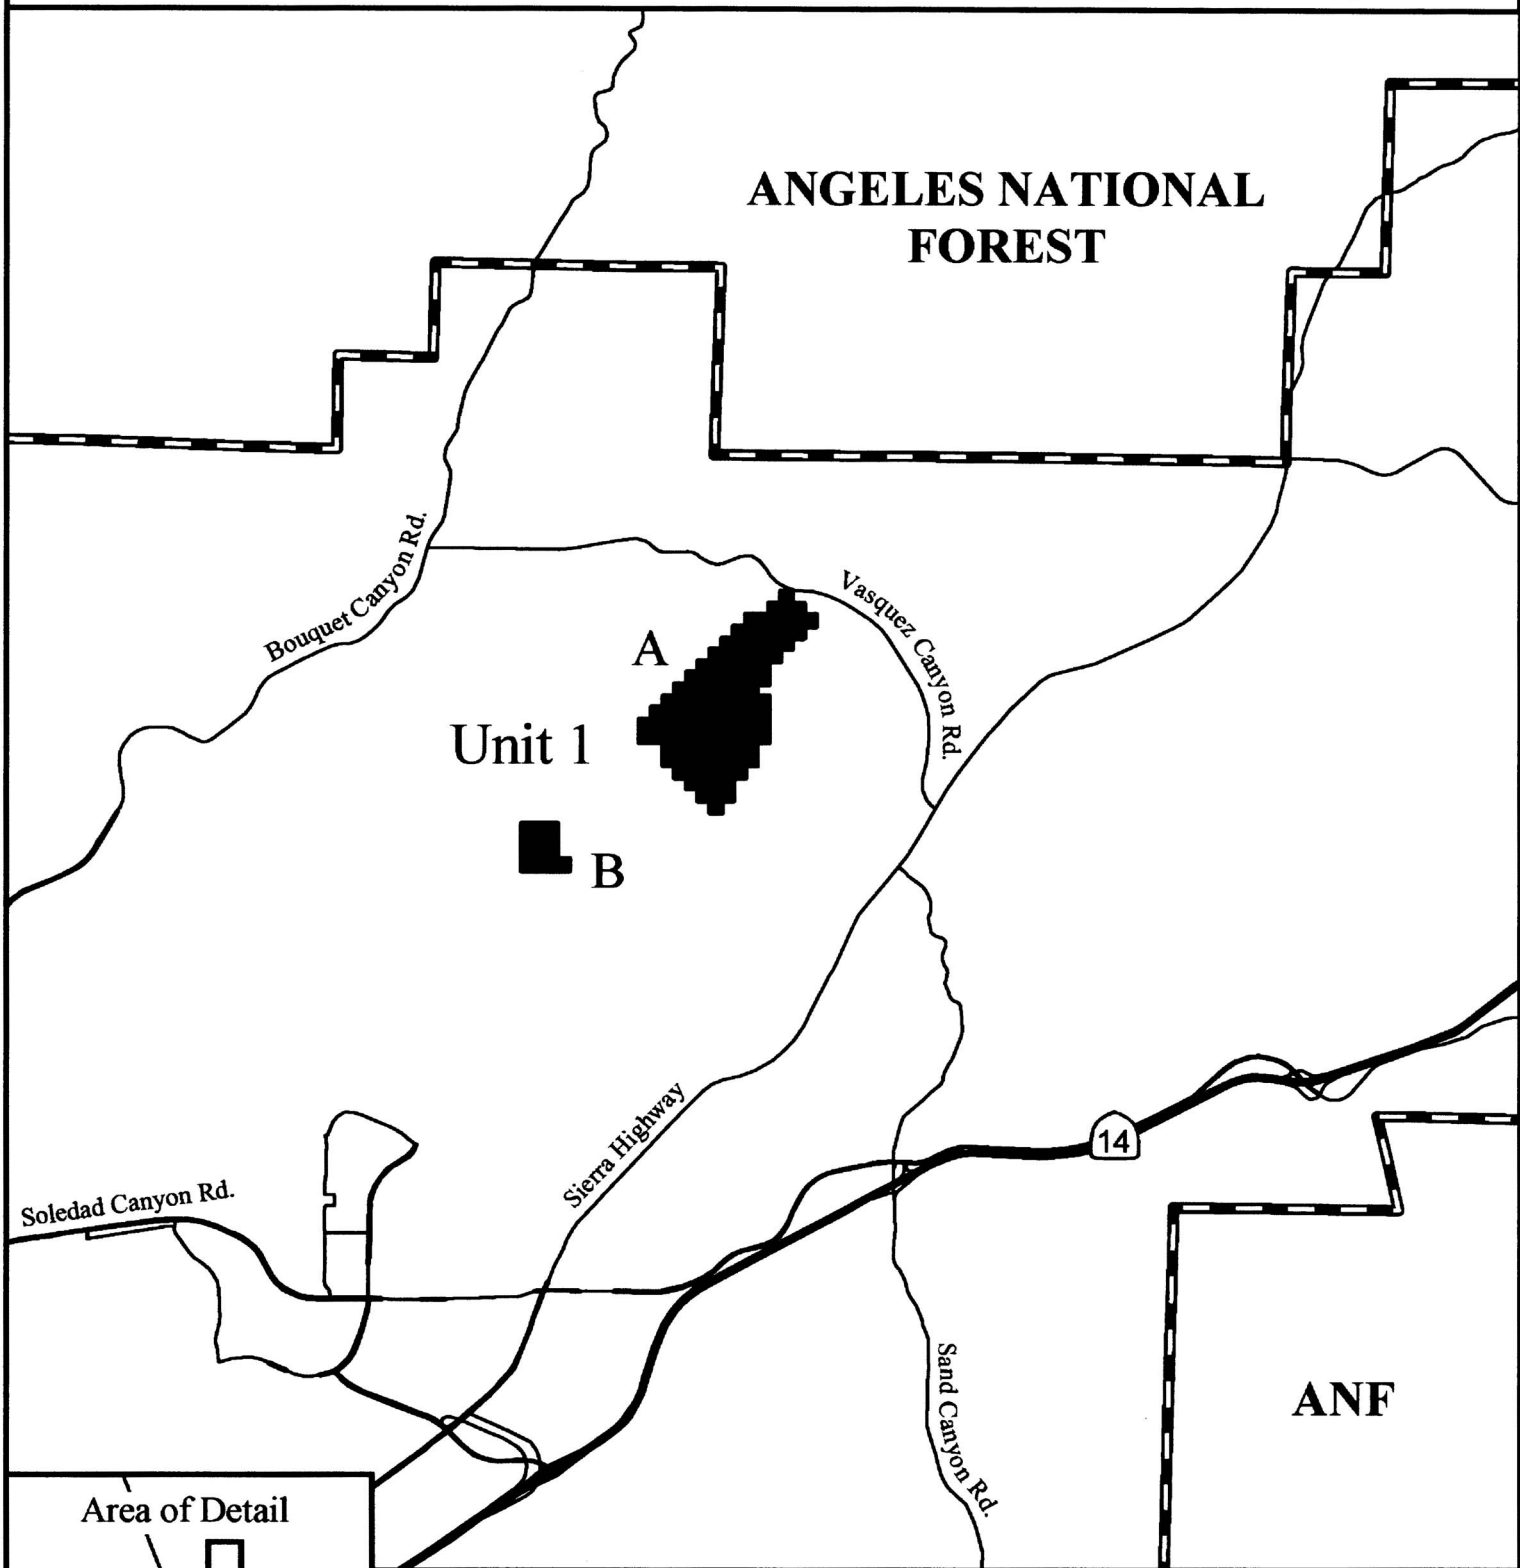 ANGELES NATIONAL
FOREST
Bouquet Canyon Rd.
Vasquez Canyon Rd.
A
Unit 1
B
Sierra Highway
14
Soledad Canyon Rd.
Sand Canyon Rd.
ANF
Area of Detail